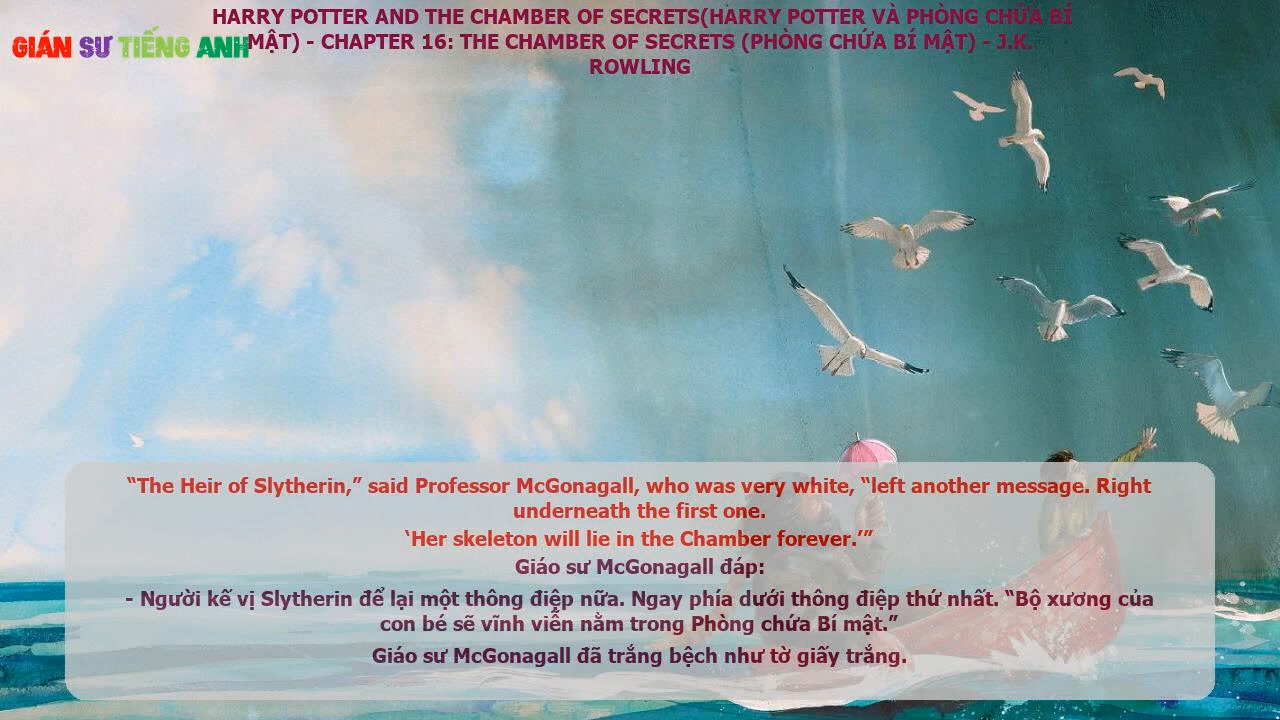 HARRY POTTER AND THE CHAMBER OF SECRETS(HARRY POTTER VÀ PHÒNG CHỨA BÍ
GIÁN SỨ TIẾNG ANH
MẬT) - CHAPTER 16: THE CHAMBER OF SECRETS (PHÒNG CHỨA BÍ MẬT) - J.K.
ROWLING
“The Heir of Slytherin,” said Professor McGonagall, who was very white, “left another message. Right
underneath the first one.
‘Her skeleton will lie in the Chamber forever.’”
Giáo sư McGonagall đáp:
- Người kế vị Slytherin để lại một thông điệp nữa. Ngay phía dưới thông điệp thứ nhất. “Bộ xương của
con bé sẽ vĩnh viễn nằm trong Phòng chứa Bí mật.”
Giáo sư McGonagall đã trắng bệch như tờ giấy trắng.